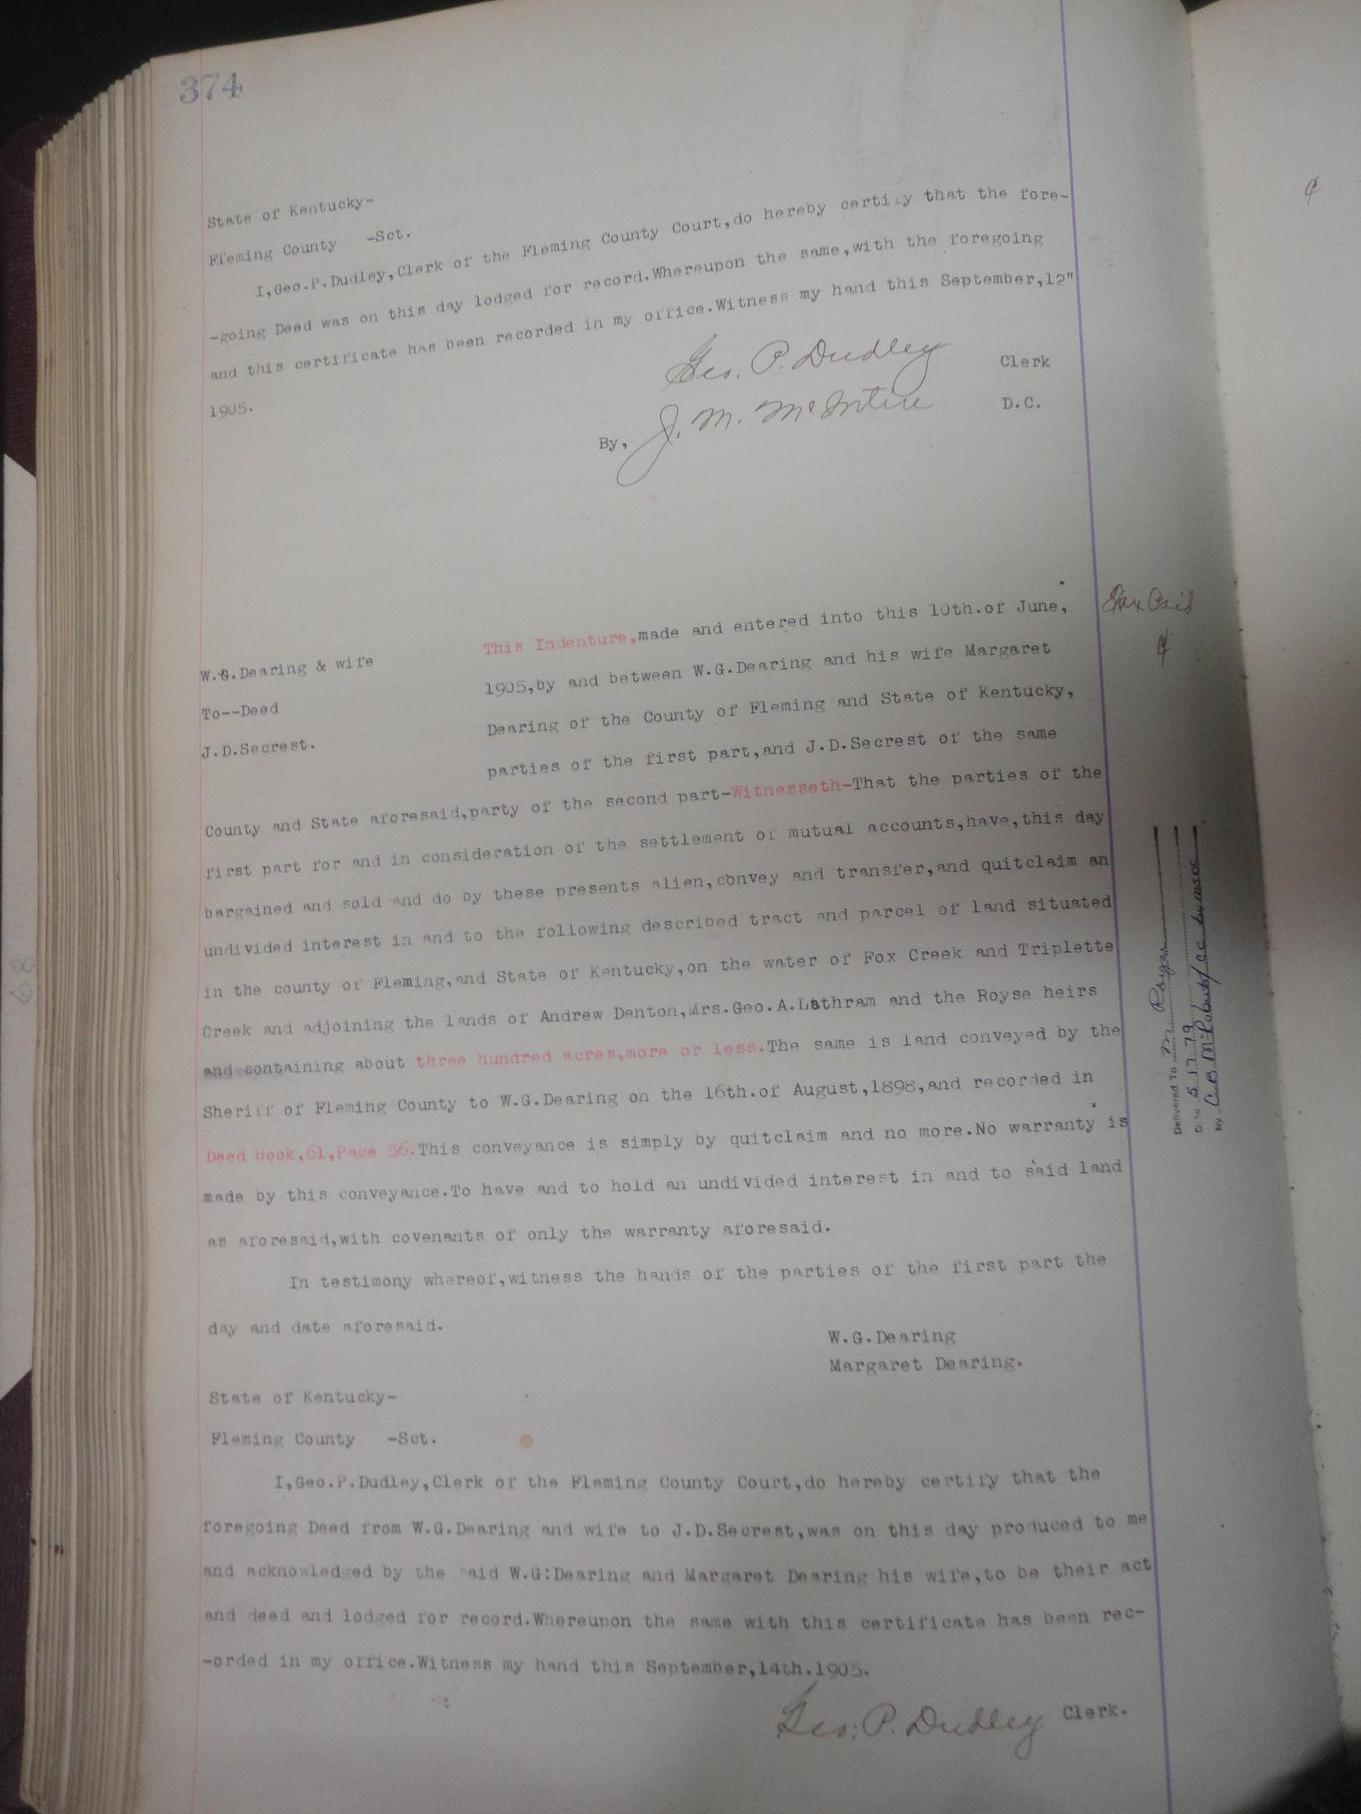 374
State of Kentucky-
Fleming County -Sct.
I,Geo.P.Dudley,Clerk of the Fleming County Court,do hereby certify that the fore-
-going Deed was on this day lodged for record.Whereupon the same,with the foregoing
and this certificate has been recorded in my office.Witness my hand this September,12"
1905.
Geo. P. Dudley Clerk
By, J. M. McIntire D.C.
This Indenture,made and entered into this 10th.of June,
Tax Paid
W.G.Dearing & wife
1905,by and between W.G.Dearing and his wife Margaret
To--Deed
Dearing of the County of Fleming and State of Kentucky,
J.D.Secrest.
parties of the first part,and J.D.Secrest of the same
County and State aforesaid,party of the second part-Witnesseth-That the parties of the
first part for and in consideration of the settlement of mutual accounts,have,this day
bargained and sold and do by these presents alien,convey and transfer,and quitclaim an
undivided interest in and to the following described tract and parcel of land situated
in the county of Fleming,and State of Kentucky,on the water of Fox Creek and Triplette
Creek and adjoining the lands of Andrew Denton,Mrs.Geo.A.Lathram and the Royse heirs
and containing about three hundred acres,more or less.The same is land conveyed by the
Sheriff of Fleming County to W.G.Dearing on the 16th.of August,1898,and recorded in
Deed Book,61,Page 56.This conveyance is simply by quitclaim and no more.No warranty is
made by this conveyance.To have and to hold an undivided interest in and to said land
as aforesaid,with covenants of only the warranty aforesaid.
In testimony whereof,witness the hands of the parties of the first part the
day and date aforesaid.
W.G.Dearing
Margaret Dearing.
State of Kentucky-
Fleming County -Sct.
I,Geo.P.Dudley,Clerk of the Fleming County Court,do hereby certify that the
foregoing Deed from W.G.Dearing and wife to J.D.Secrest,was on this day produced to me
and acknowledged by the said W.G:Dearing and Margaret Dearing his wife,to be their act
and deed and lodged for record.Whereupon the same with this certificate has been rec-
-orded in my office.Witness my hand this September,14th.1905.
Geo. P. Dudley Clerk.
Delivered To
By